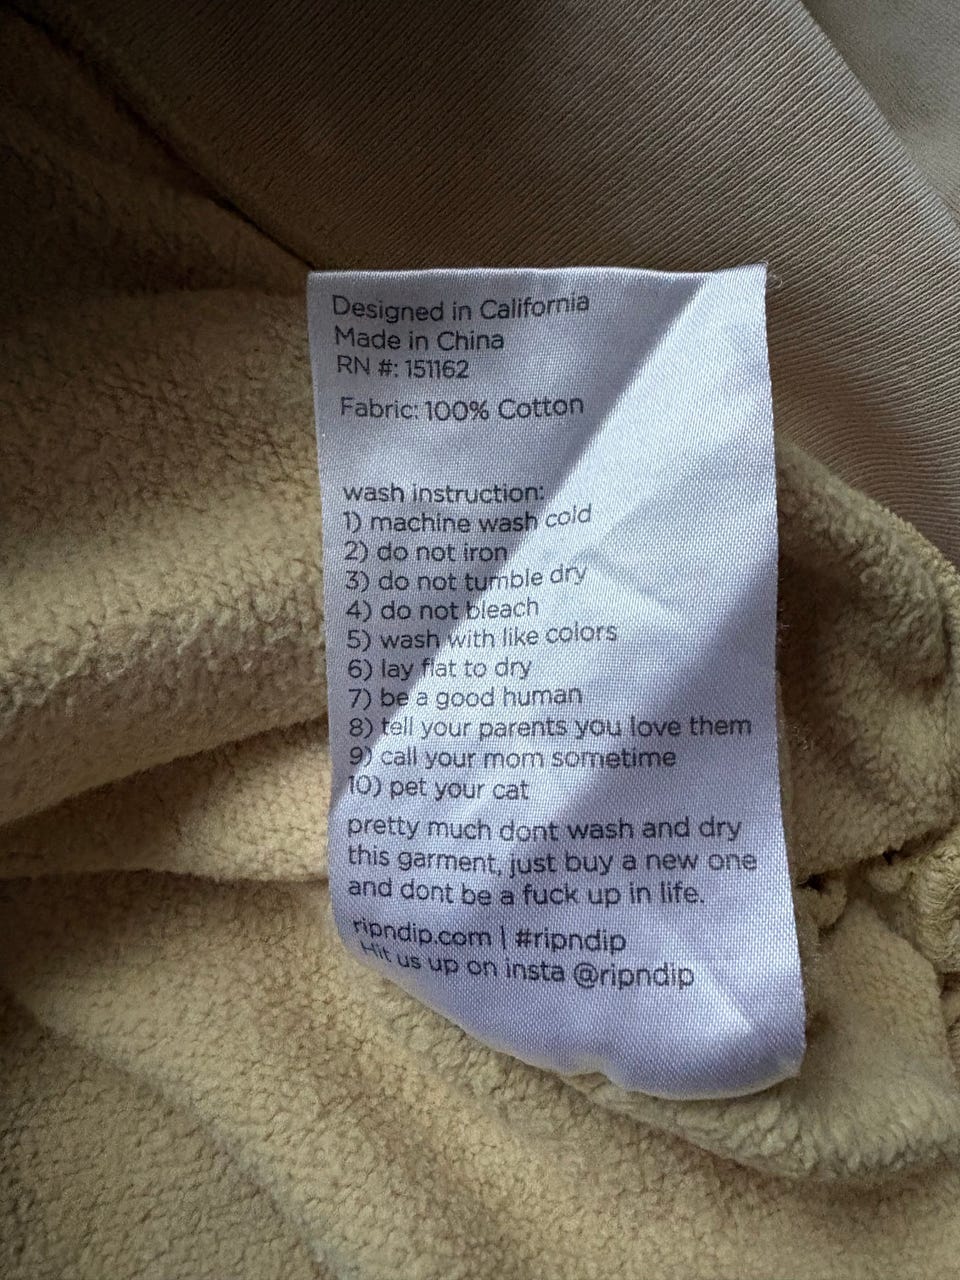 Designed in California
Made in China
RN #: 151162
Fabric: 100% Cotton
wash instruction:
1) machine wash cold
2) do not iron
3) do not tumble dry
4) do not bleach
5) wash with like colors
6) lay flat to dry
7) be a good human
8) tell your parents you love them
9) call your mom sometime
10) pet your cat
pretty much dont wash and dry
this garment, just buy a new one
and dont be a fuck up in life.
ripndip.com | #ripndip
Hit us up on insta @ripndip